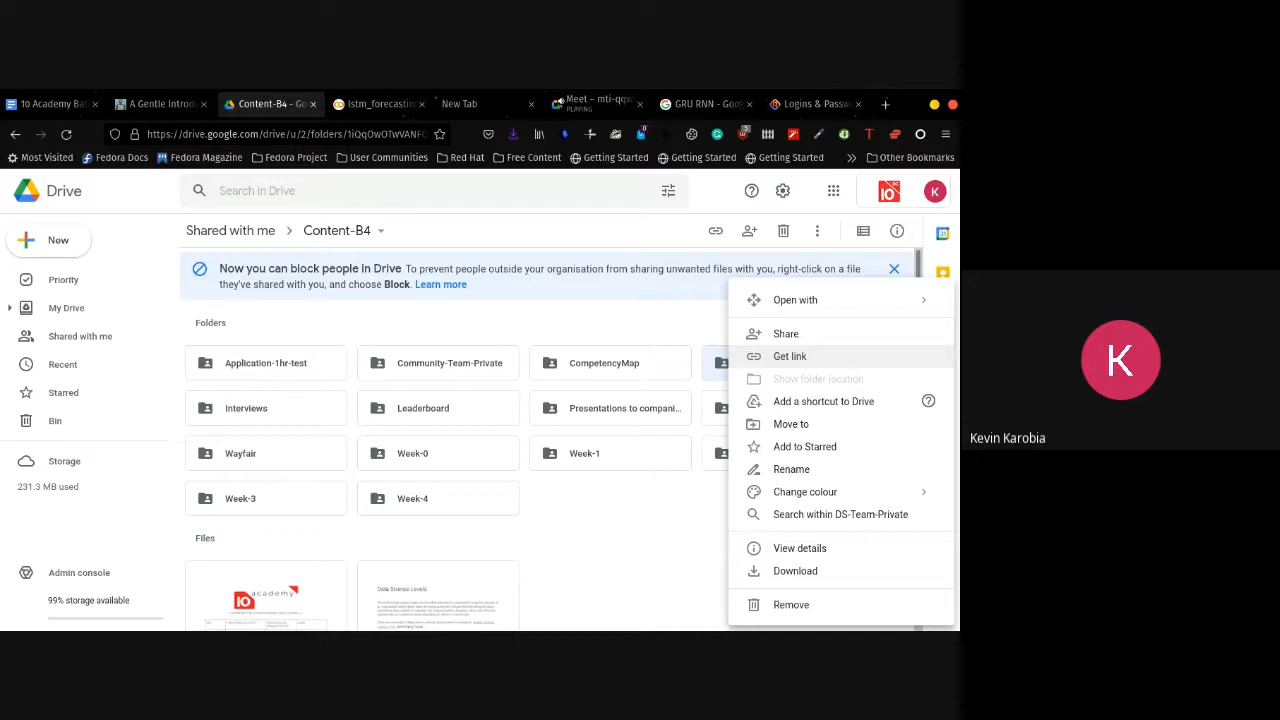 10 Academy Bat
A Gentle Introd
Content-B4 - Go
lstm_forecasting
New Tab
Meet – mti-qqw
PLAYING
GRU RNN - Goog
Logins & Passw
https://drive.google.com/drive/u/2/folders/1iQqOwOTwVANFC
Most Visited
Fedora Docs
Fedora Magazine
Fedora Project
User Communities
Red Hat
Free Content
Getting Started
Getting Started
Getting Started
Other Bookmarks
Drive
Search in Drive
K
New
Shared with me > Content-B4
Now you can block people in Drive To prevent people outside your organisation from sharing unwanted files with you, right-click on a file
they've shared with you, and choose Block. Learn more
Priority
My Drive
Shared with me
Recent
Starred
Bin
Storage
231.3 MB used
Admin console
99% storage available
Folders
Application-1hr-test
Community-Team-Private
CompetencyMap
Interviews
Leaderboard
Presentations to compani...
Wayfair
Week-0
Week-1
Week-3
Week-4
Files
10 academy
Data Science Levels
Open with
Share
Get link
Show folder location
Add a shortcut to Drive
Move to
Add to Starred
Rename
Change colour
Search within DS-Team-Private
View details
Download
Remove
K
Kevin Karobia